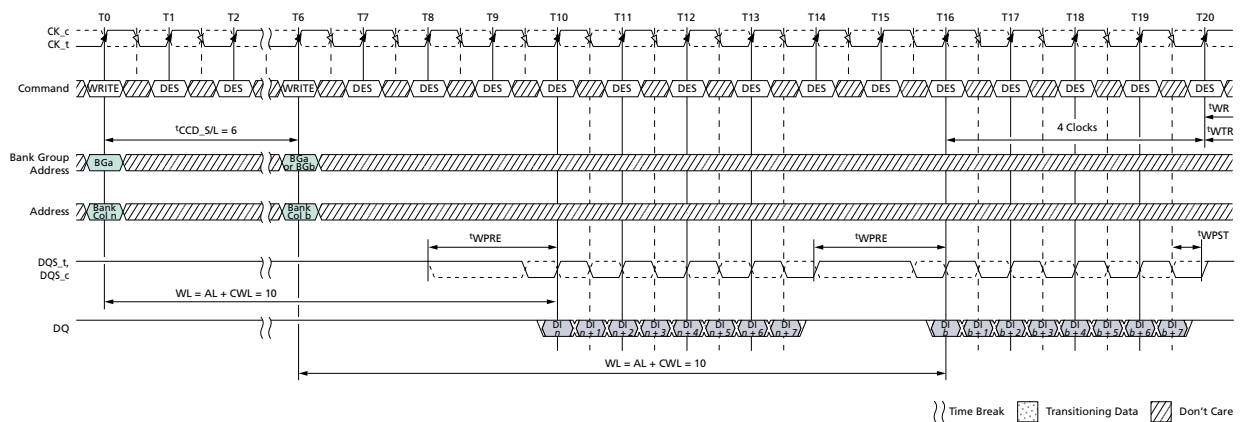 T0 T1 T2 T6 T7 T8 T9 T10 T11 T12 T13 T14 T15 T16 T17 T18 T19 T20
CK_c
CK_t
Command WRITE DES DES WRITE DES DES DES DES DES DES DES DES DES DES DES DES DES DES
tWR
tCCD_S/L = 6 4 Clocks tWTR
Bank Group
Address
BGa BGa
or BGb
Address Bank
Col n Bank
Col b
tWPRE tWPRE tWPST
DQS_t,
DQS_c
WL = AL + CWL = 10
DQ DI
n DI
n + 1 DI
n + 2 DI
n + 3 DI
n + 4 DI
n + 5 DI
n + 6 DI
n + 7 DI
b DI
b + 1 DI
b + 2 DI
b + 3 DI
b + 4 DI
b + 5 DI
b + 6 DI
b + 7
WL = AL + CWL = 10
Time Break Transitioning Data Don't Care